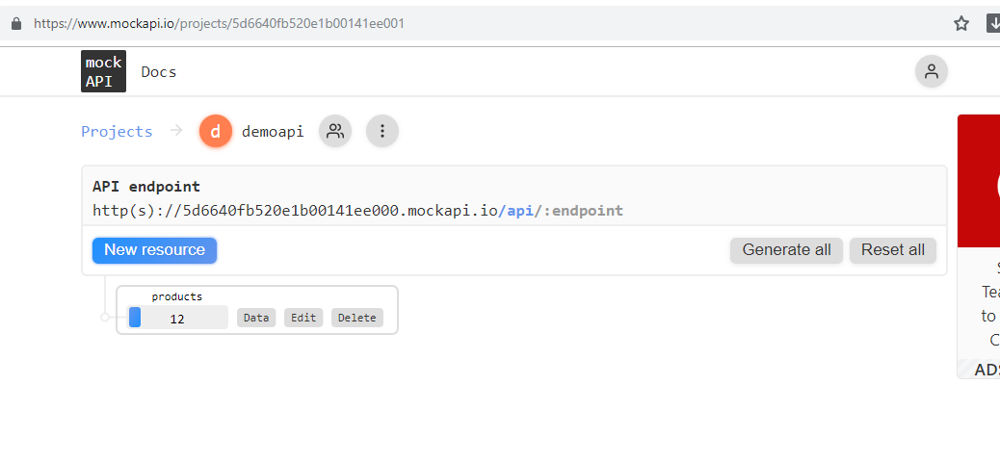 https://www.mockapi.io/projects/5d6640fb520e1b00141ee001
mock
API
Docs
Projects
d
demoapi
API endpoint
http(s)://5d6640fb520e1b00141ee000.mockapi.io/api/:endpoint
New resource
Generate all
Reset all
products
12
Data
Edit
Delete
to